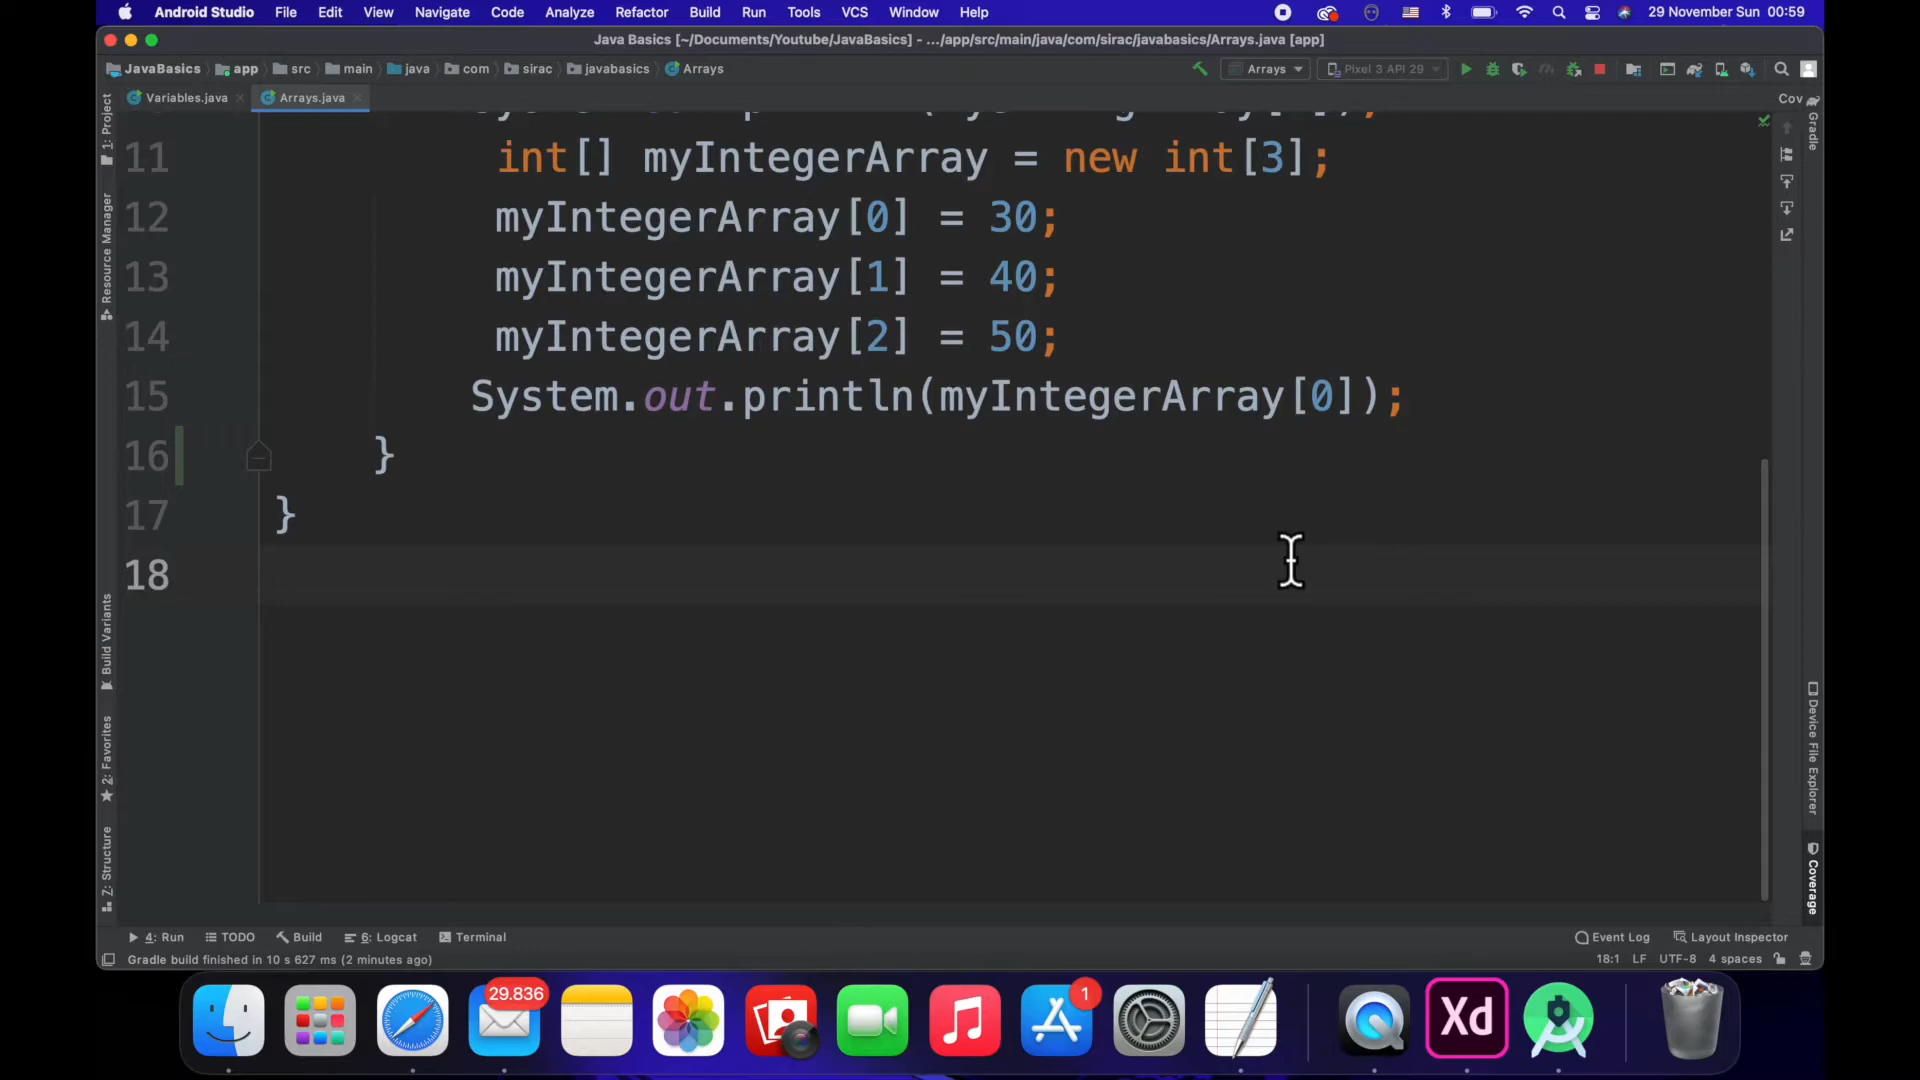 Android Studio File Edit View Navigate Code Analyze Refactor Build Run Tools VCS Window Help 29 November Sun 00:59
Java Basics [~/Documents/Youtube/JavaBasics] - .../app/src/main/java/com/sirac/javabasics/Arrays.java [app]
JavaBasics app src main java com sirac javabasics Arrays Arrays Pixel 3 API 29
Variables.java Arrays.java Cov
11 int[] myIntegerArray = new int[3];
12 myIntegerArray[0] = 30;
13 myIntegerArray[1] = 40;
14 myIntegerArray[2] = 50;
15 System.out.println(myIntegerArray[0]);
16 }
17 }
18
1: Project
Resource Manager
Build Variants
2: Favorites
Z: Structure
Gradle
Device File Explorer
Coverage
4: Run TODO Build 6: Logcat Terminal Event Log Layout Inspector
Gradle build finished in 10 s 627 ms (2 minutes ago) 18:1 LF UTF-8 4 spaces
29.836 1
Xd